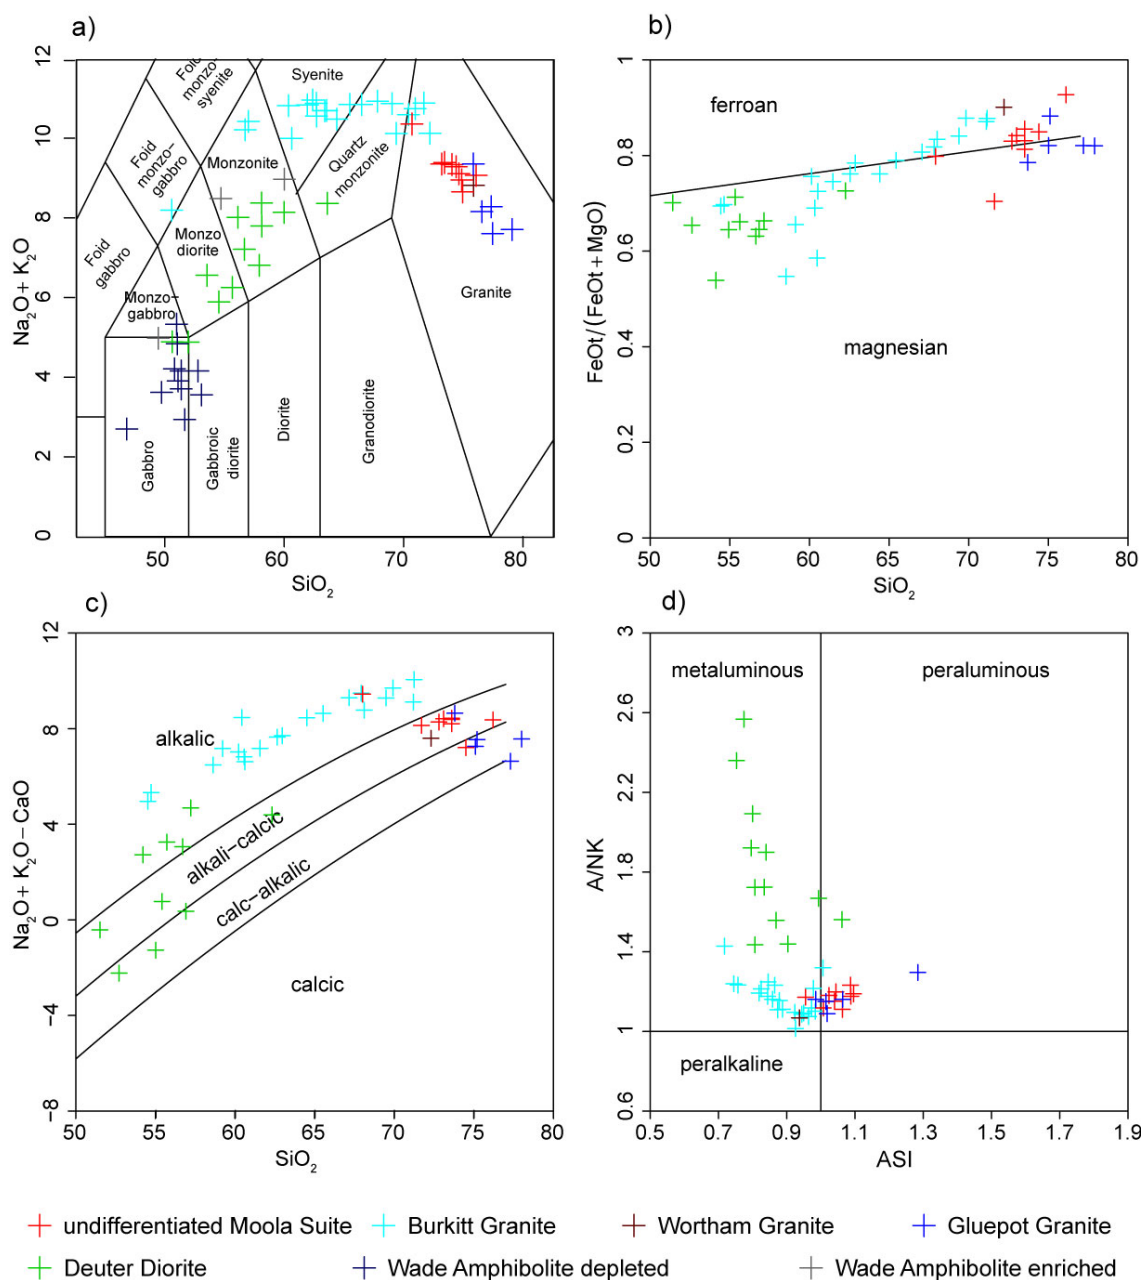 a)
12
10
8
6
4
2
0
Na₂O + K₂O
50
60
70
80
SiO₂
Foid
monzo-
syenite
Syenite
Foid
monzo-
gabbro
Monzonite
Quartz
monzonite
Foid
gabbro
Monzo
diorite
Monzo-
gabbro
Granite
Gabbro
Gabbroic
diorite
Diorite
Granodiorite
b)
1
0.8
0.6
0.4
0.2
0
FeOt/(FeOt + MgO)
ferroan
magnesian
50
55
60
65
70
75
80
SiO₂
c)
12
8
4
0
−4
−8
Na₂O + K₂O − CaO
alkalic
alkali−calcic
calc−alkalic
calcic
50
55
60
65
70
75
80
SiO₂
d)
3
2.6
2.2
1.8
1.4
1
0.6
A/NK
metaluminous
peraluminous
peralkaline
0.5
0.7
0.9
1.1
1.3
1.5
1.7
1.9
ASI
undifferentiated Moola Suite
Burkitt Granite
Wortham Granite
Gluepot Granite
Deuter Diorite
Wade Amphibolite depleted
Wade Amphibolite enriched